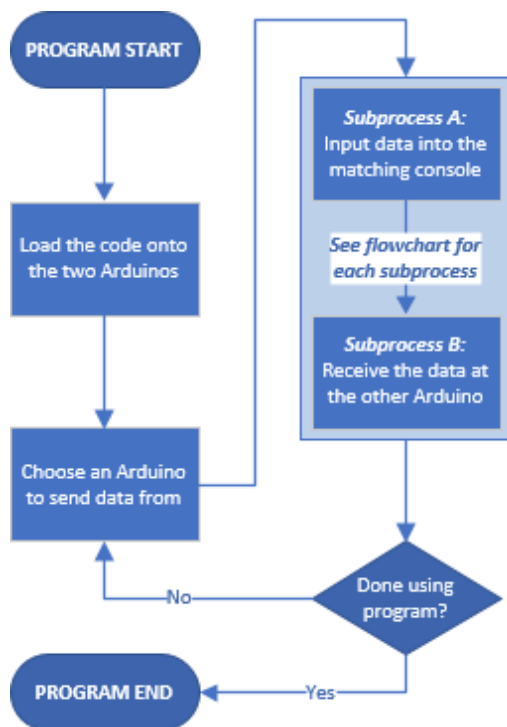 PROGRAM START
Load the code onto
the two Arduinos
Choose an Arduino
to send data from
Subprocess A:
Input data into the
matching console
See flowchart for
each subprocess
Subprocess B:
Receive the data at
the other Arduino
Done using
program?
No
Yes
PROGRAM END